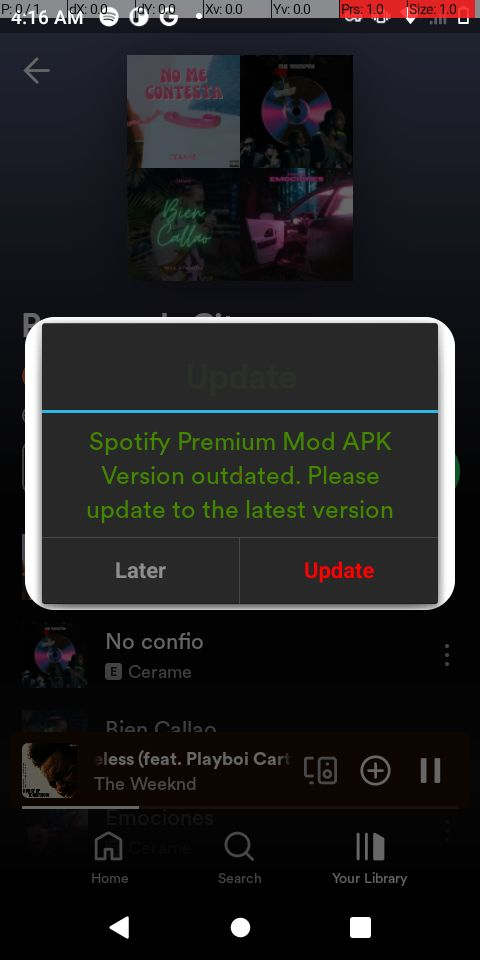 P: 0 / 1 dX: 0.0 dY: 0.0 Xv: 0.0 Yv: 0.0 Prs: 1.0 Size: 1.0
4:16 AM
NO ME
CONTESTA
CERAME
Bien
Callao
EMOCIONES
Update
Spotify Premium Mod APK
Version outdated. Please
update to the latest version
Later Update
No confio
E Cerame
Bien Callao
eless (feat. Playboi Cart
The Weeknd
Emociones
Cerame
Home Search Your Library